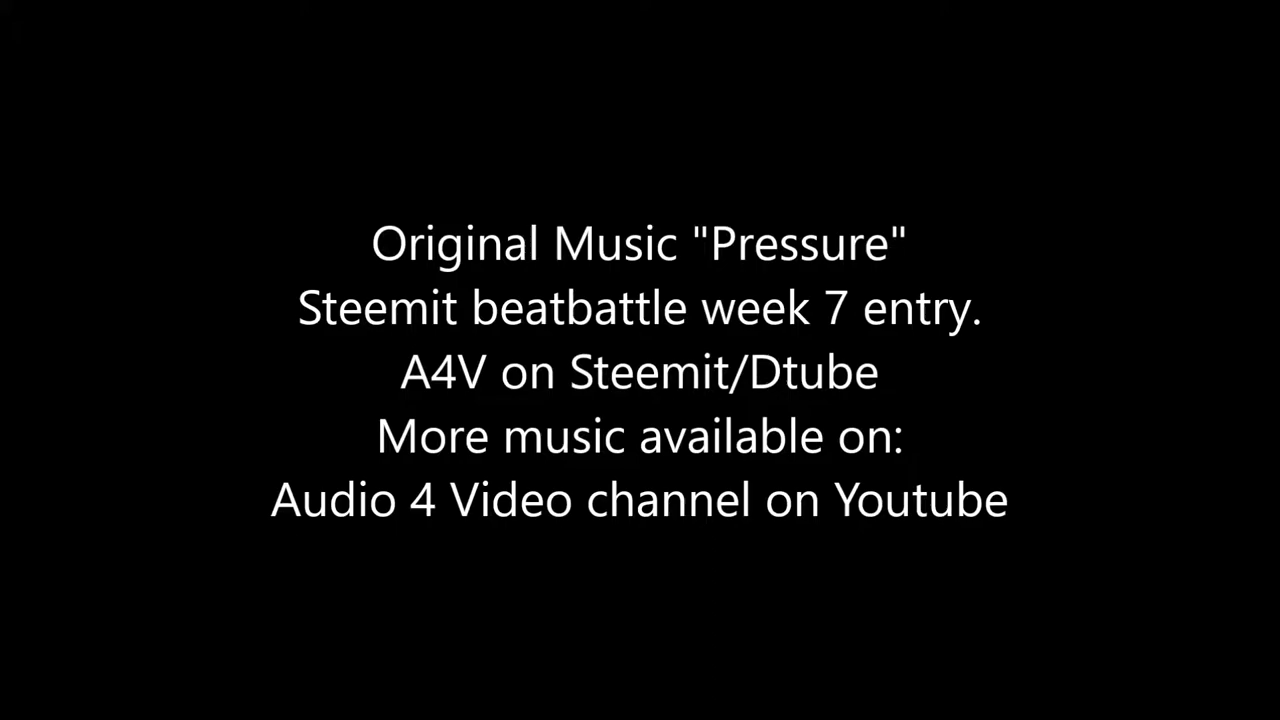 Original Music "Pressure"
Steemit beatbattle week 7 entry.
A4V on Steemit/Dtube
More music available on:
Audio 4 Video channel on Youtube